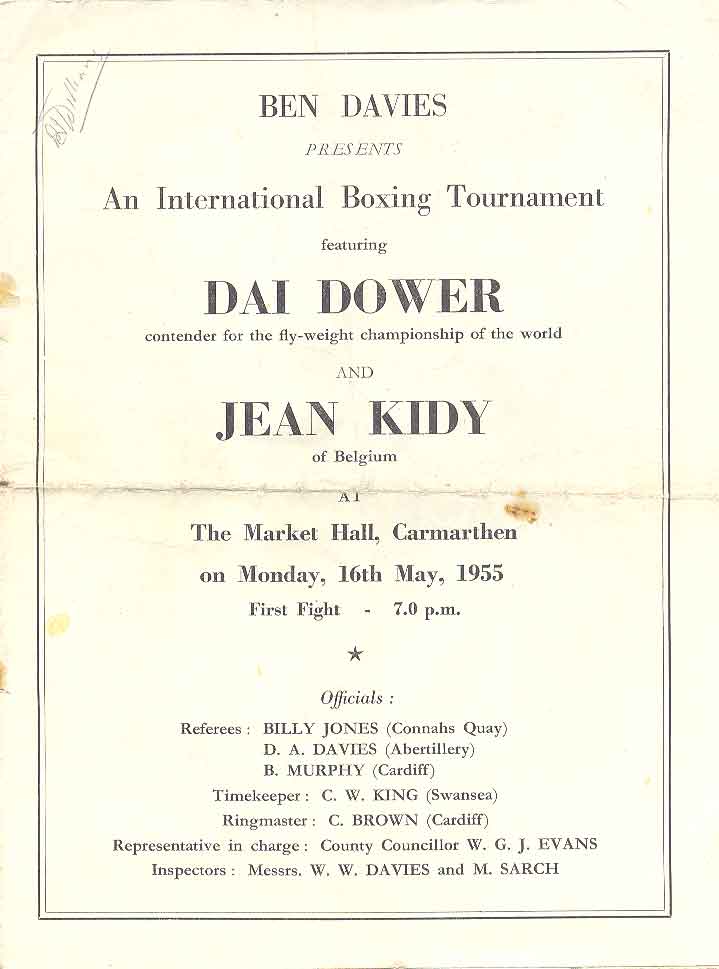 BEN DAVIES
PRESENTS
An International Boxing Tournament
featuring
DAI DOWER
contender for the fly-weight championship of the world
AND
JEAN KIDY
of Belgium
AT
The Market Hall, Carmarthen
on Monday, 16th May, 1955
First Fight - 7.0 p.m.
Officials :
Referees : BILLY JONES (Connahs Quay)
D. A. DAVIES (Abertillery)
B. MURPHY (Cardiff)
Timekeeper : C. W. KING (Swansea)
Ringmaster : C. BROWN (Cardiff)
Representative in charge : County Councillor W. G. J. EVANS
Inspectors : Messrs. W. W. DAVIES and M. SARCH